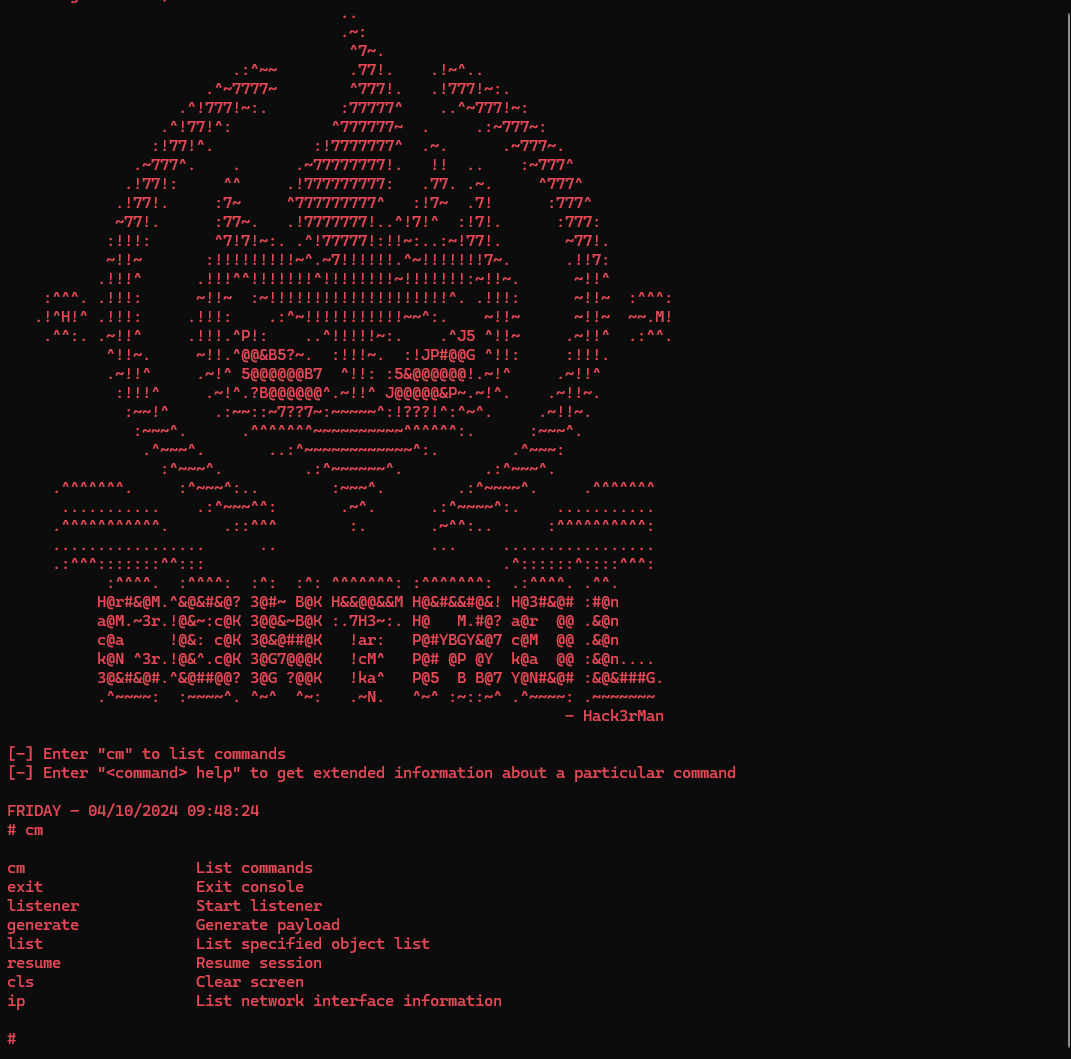 - Hack3rMan
[-] Enter "cm" to list commands
[-] Enter "<command> help" to get extended information about a particular command
FRIDAY - 04/10/2024 09:48:24
# cm
cm List commands
exit Exit console
listener Start listener
generate Generate payload
list List specified object list
resume Resume session
cls Clear screen
ip List network interface information
#